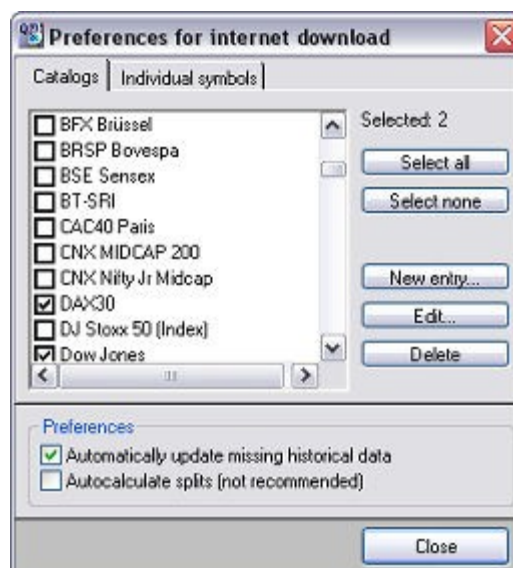 Preferences for internet download
Catalogs Individual symbols
BFX Brüssel
BRSP Bovespa
BSE Sensex
BT-SRI
CAC40 Paris
CNX MIDCAP 200
CNX Nifty Jr Midcap
DAX30
DJ Stoxx 50 (Index)
Dow Jones
Selected: 2
Select all
Select none
New entry...
Edit...
Delete
Preferences
Automatically update missing historical data
Autocalculate splits (not recommended)
Close